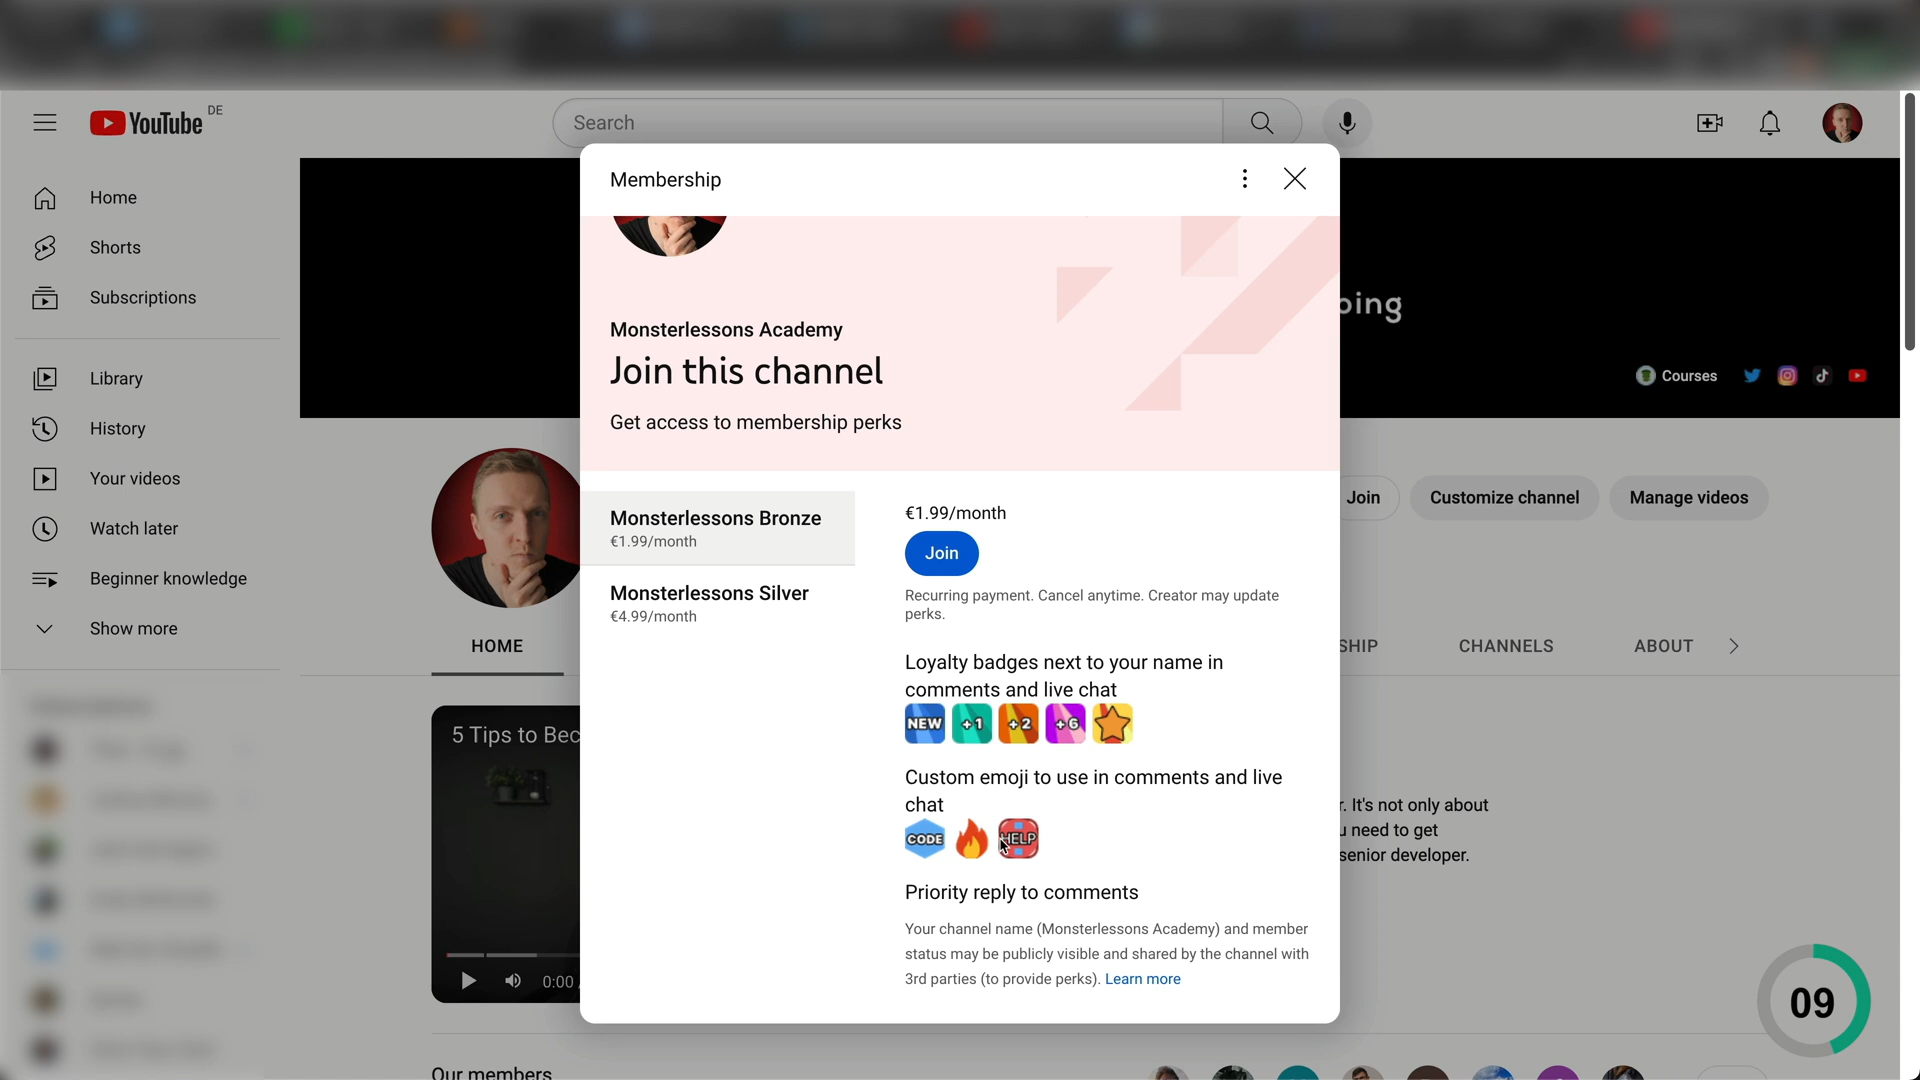 YouTube DE
Search
Home
Shorts
Subscriptions
Library
History
Your videos
Watch later
Beginner knowledge
Show more
ping
Courses
Join
Customize channel
Manage videos
HOME
SHIP
CHANNELS
ABOUT
5 Tips to Bec
0:00
r. It's not only about
u need to get
senior developer.
Our members
Membership
Monsterlessons Academy
Join this channel
Get access to membership perks
Monsterlessons Bronze
€1.99/month
Monsterlessons Silver
€4.99/month
€1.99/month
Join
Recurring payment. Cancel anytime. Creator may update
perks.
Loyalty badges next to your name in
comments and live chat
NEW +1 +2 +6
Custom emoji to use in comments and live
chat
CODE HELP
Priority reply to comments
Your channel name (Monsterlessons Academy) and member
status may be publicly visible and shared by the channel with
3rd parties (to provide perks). Learn more
09